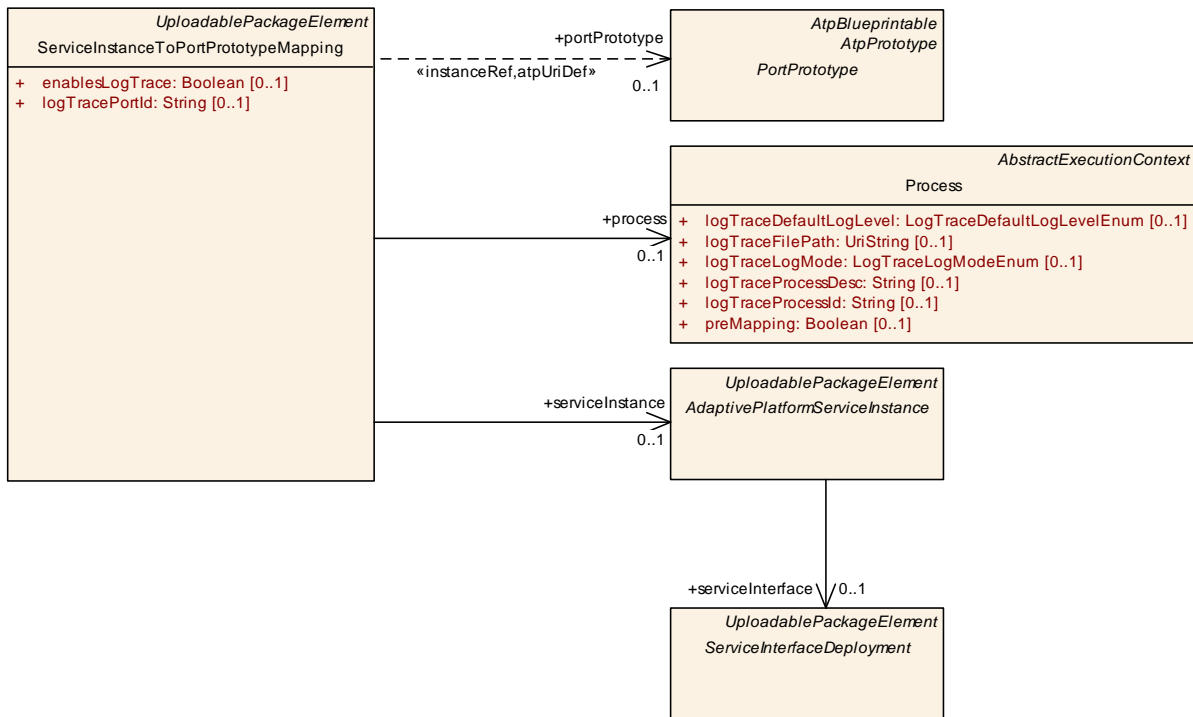 UploadablePackageElement
ServiceInstanceToPortPrototypeMapping
+ enablesLogTrace: Boolean [0..1]
+ logTracePortId: String [0..1]
+portPrototype
«instanceRef,atpUriDef»
0..1
AtpBlueprintable
AtpPrototype
PortPrototype
+process
0..1
AbstractExecutionContext
Process
+ logTraceDefaultLogLevel: LogTraceDefaultLogLevelEnum [0..1]
+ logTraceFilePath: UriString [0..1]
+ logTraceLogMode: LogTraceLogModeEnum [0..1]
+ logTraceProcessDesc: String [0..1]
+ logTraceProcessId: String [0..1]
+ preMapping: Boolean [0..1]
+serviceInstance
0..1
UploadablePackageElement
AdaptivePlatformServiceInstance
+serviceInterface
0..1
UploadablePackageElement
ServiceInterfaceDeployment